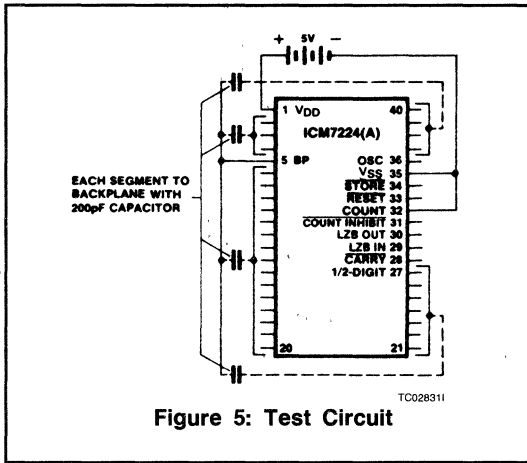 + 5V −
1 VDD 40
ICM7224(A)
5 BP OSC 36
VSS 35
STORE 34
RESET 33
COUNT 32
COUNT INHIBIT 31
LZB OUT 30
LZB IN 29
CARRY 28
1/2-DIGIT 27
20 21
EACH SEGMENT TO
BACKPLANE WITH
200pF CAPACITOR
TC02831I
Figure 5: Test Circuit